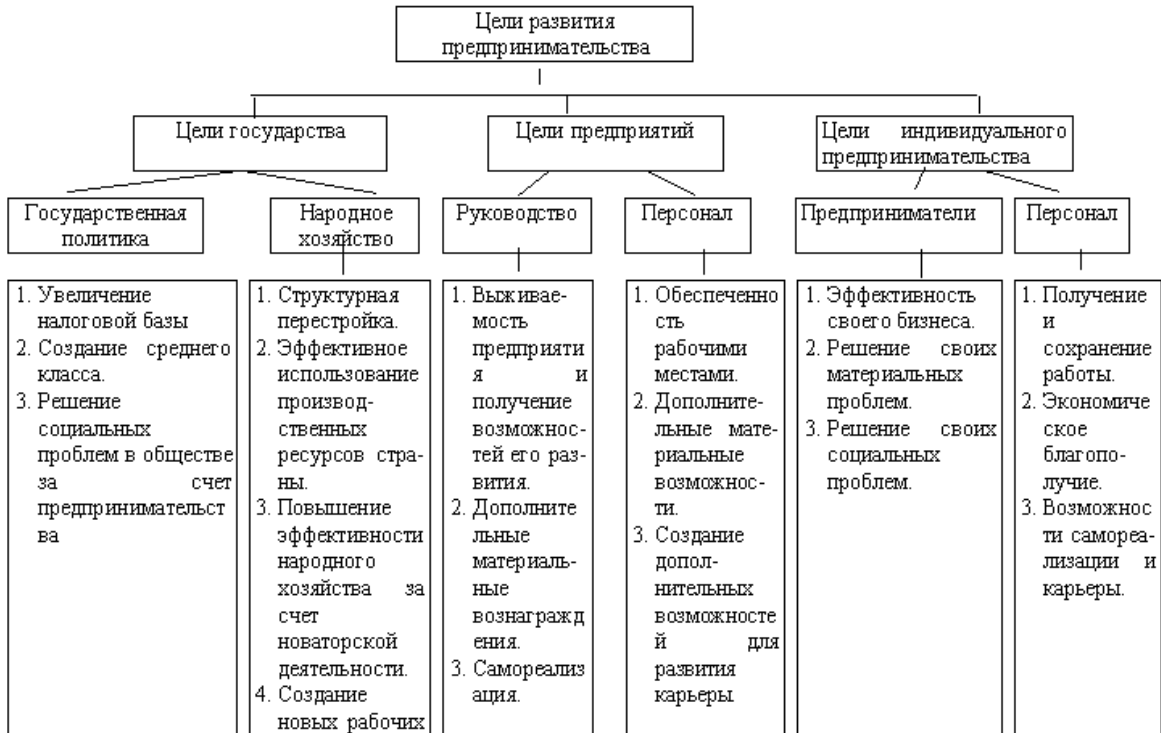 Цели развития
предпринимательства
Цели государства
Цели предприятий
Цели индивидуального
предпринимательства
Государственная
политика
Народное
хозяйство
Руководство
Персонал
Предприниматели
Персонал
1. Увеличение
налоговой базы
2. Создание среднего
класса.
3. Решение
социальных
проблем в обществе
за счет
предпринимательст
ва
1. Структурная
перестройка.
2. Эффективное
использование
производ-
ственных
ресурсов стра-
ны.
3. Повышение
эффективности
народного
хозяйства за
счет
новаторской
деятельности.
4. Создание
новых рабочих
1. Выживае-
мость
предприяти
я и
получение
возможнос-
тей его раз-
вития.
2. Дополните
льные
материаль-
ные
вознагражд
ения.
3. Самореализ
ация.
1. Обеспеченно
сть
рабочими
местами.
2. Дополните-
льные мате-
риальные
возможнос-
ти.
3. Создание
допол-
нительных
возможносте
й для
развития
карьеры
1. Эффективность
своего бизнеса.
2. Решение своих
материальных
проблем.
3. Решение своих
социальных
проблем.
1. Получение
и
сохранение
работы.
2. Экономиче
ское
благопо-
лучие.
3. Возможнос
ти самореа-
лизации и
карьеры.